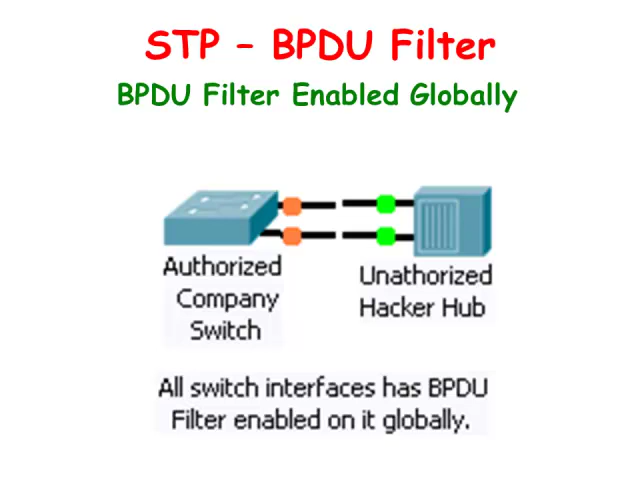 STP – BPDU Filter
BPDU Filter Enabled Globally
Authorized
Company
Switch
Unathorized
Hacker Hub
All switch interfaces has BPDU
Filter enabled on it globally.